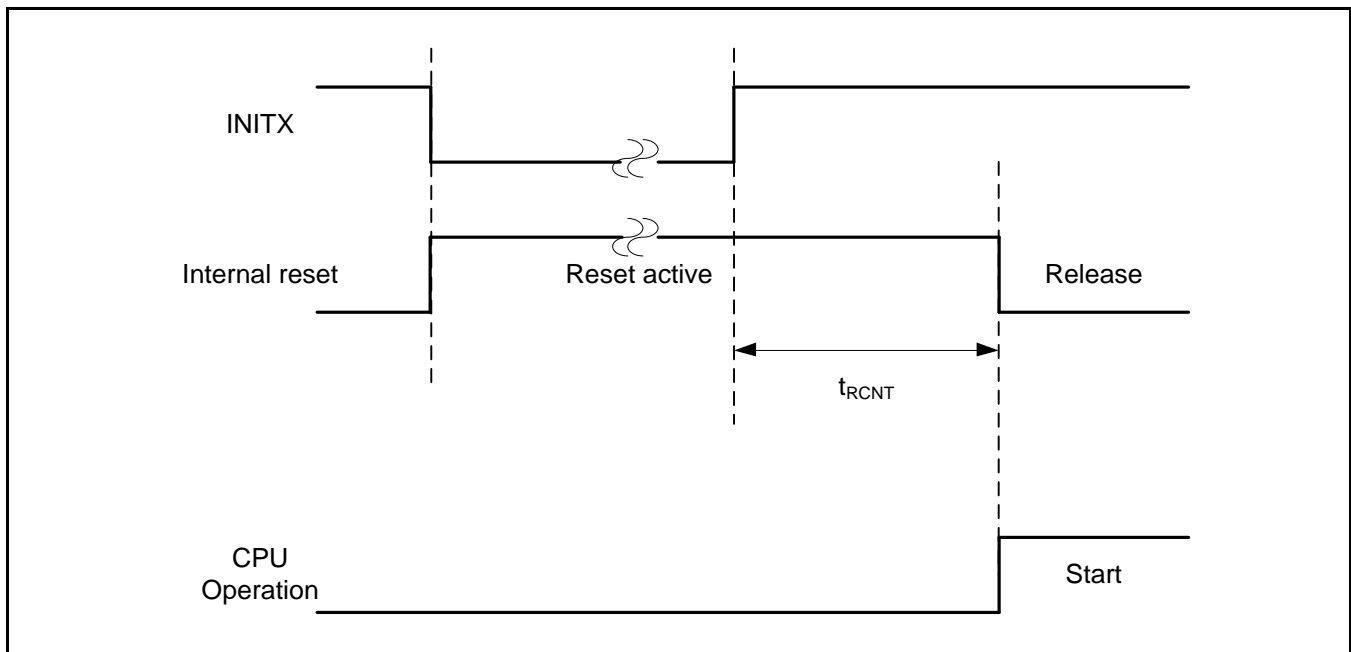 INITX
Internal reset
Reset active
Release
tRCNT
CPU
Operation
Start